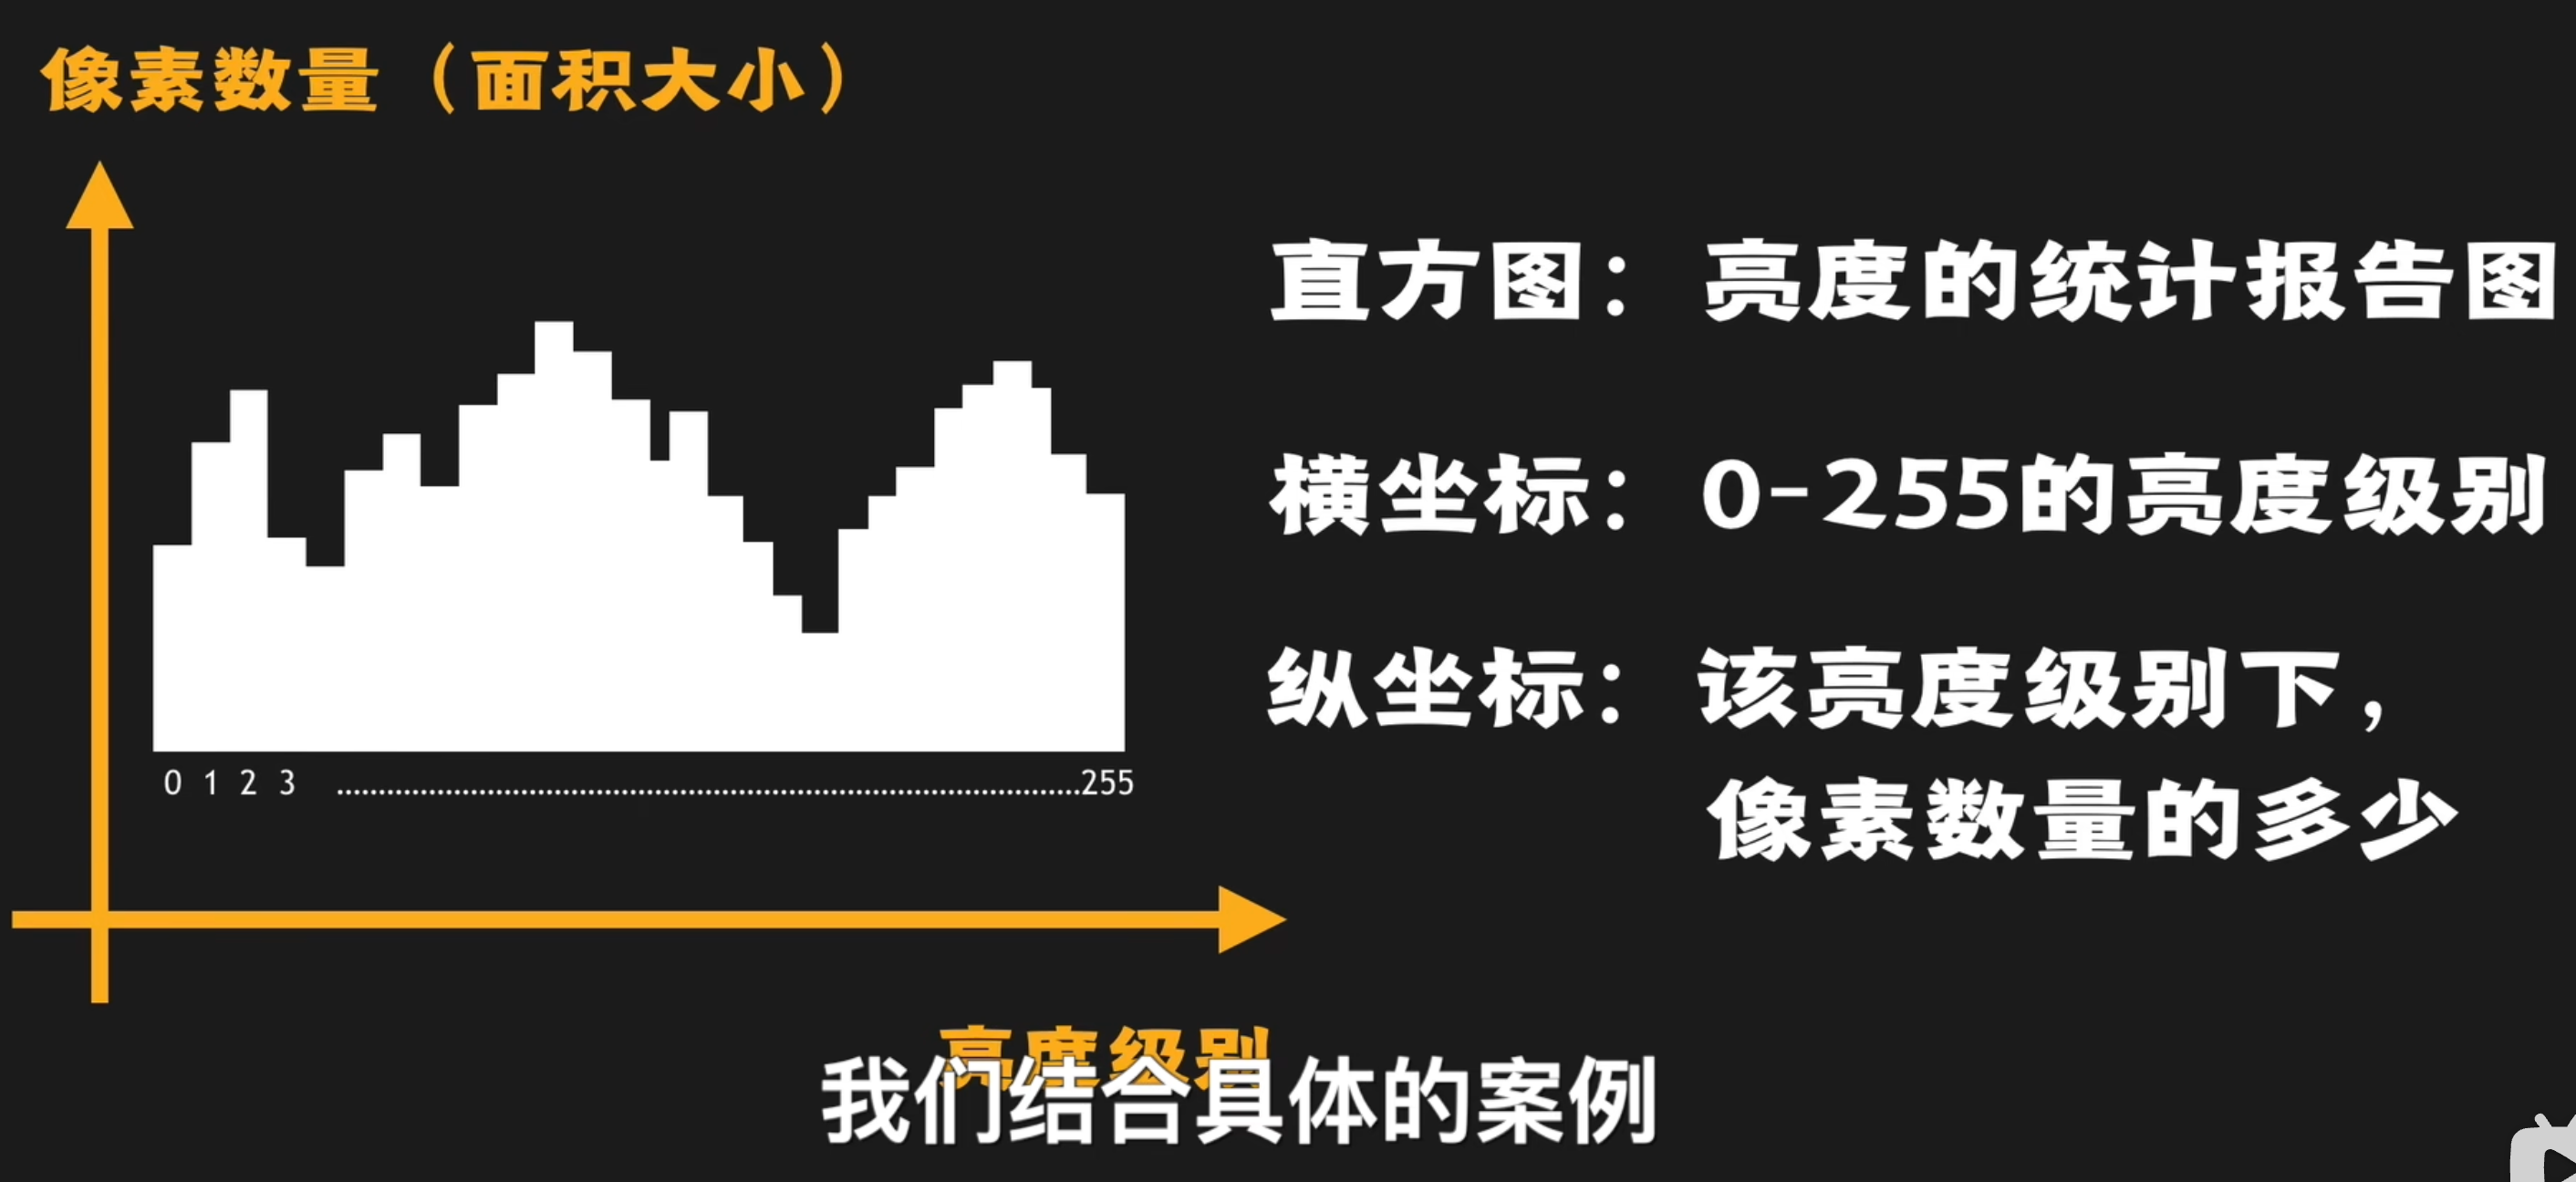 像素数量（面积大小）
直方图：亮度的统计报告图
横坐标：0-255的亮度级别
纵坐标：该亮度级别下，
像素数量的多少
0 1 2 3 ........................................255
亮度级别
我们结合具体的案例